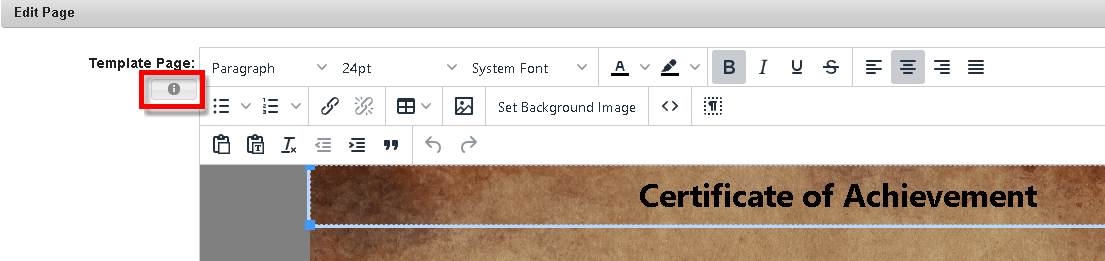 Edit Page
Template Page:
Paragraph 24pt System Font A B I U S
Set Background Image <>
Certificate of Achievement